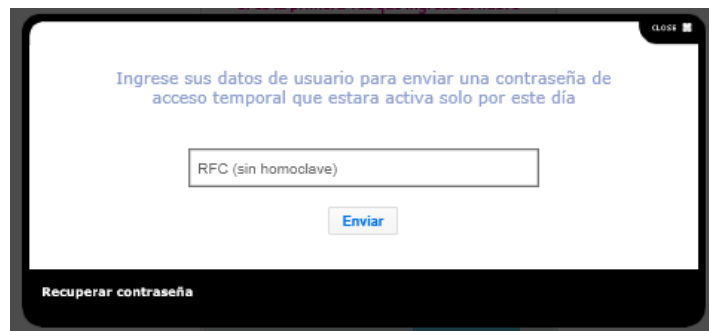 CLOSE
Ingrese sus datos de usuario para enviar una contraseña de
acceso temporal que estara activa solo por este día
RFC (sin homoclave)
Enviar
Recuperar contraseña